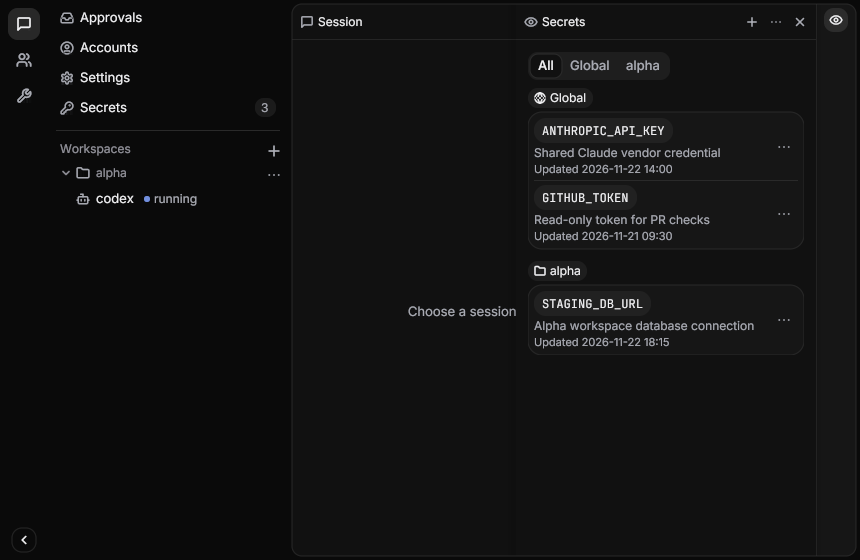 Approvals
Accounts
Settings
Secrets
3
Workspaces
alpha
codex
running
Session
Choose a session
Secrets
All
Global
alpha
Global
ANTHROPIC_API_KEY
Shared Claude vendor credential
Updated 2026-11-22 14:00
GITHUB_TOKEN
Read-only token for PR checks
Updated 2026-11-21 09:30
alpha
STAGING_DB_URL
Alpha workspace database connection
Updated 2026-11-22 18:15